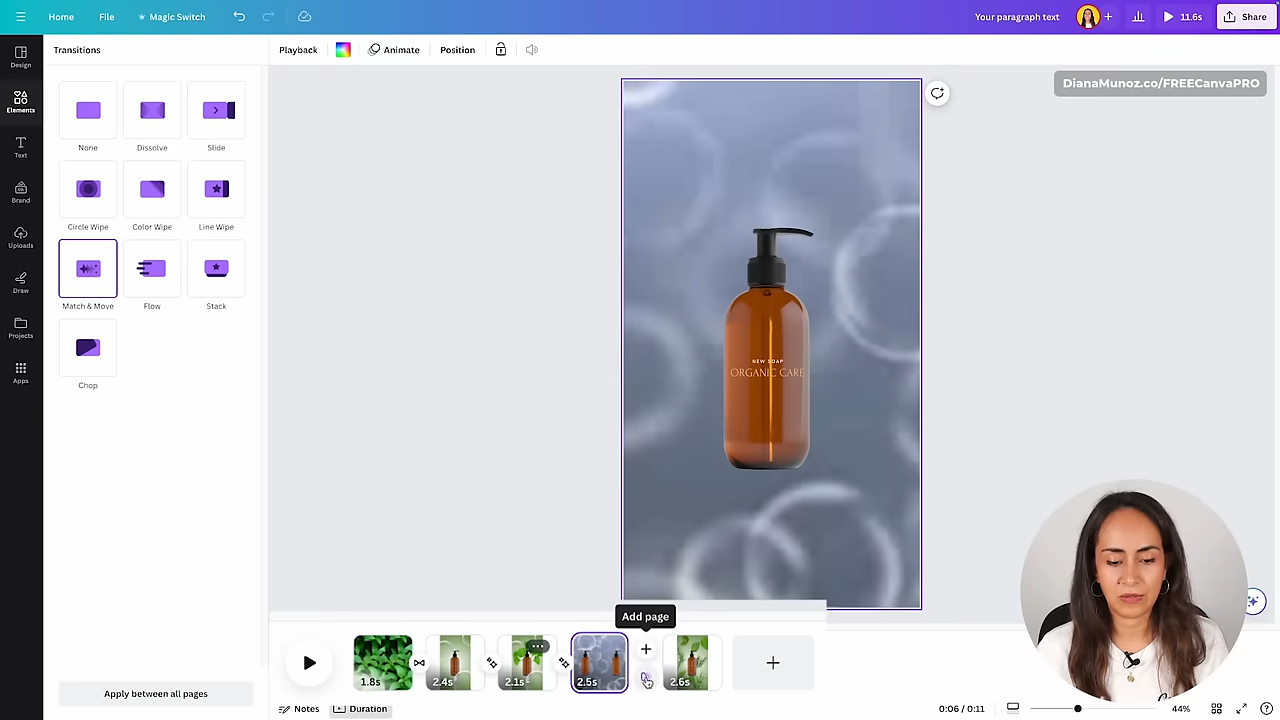 Home File Magic Switch Your paragraph text 11.6s Share
Transitions
Playback Animate Position
DianaMunoz.co/FREECanvaPRO
Design
Elements
Text
Brand
Uploads
Draw
Projects
Apps
None Dissolve Slide
Circle Wipe Color Wipe Line Wipe
Match & Move Flow Stack
Chop
NEW SOAP
ORGANIC CARE
Add page
1.8s 2.4s 2.1s 2.5s 2.6s
Apply between all pages
Notes Duration 0:06 / 0:11 44%